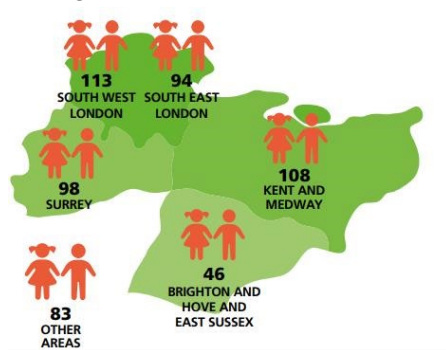 113
SOUTH WEST
LONDON
94
SOUTH EAST
LONDON
98
SURREY
108
KENT AND
MEDWAY
46
BRIGHTON AND
HOVE AND
EAST SUSSEX
83
OTHER
AREAS